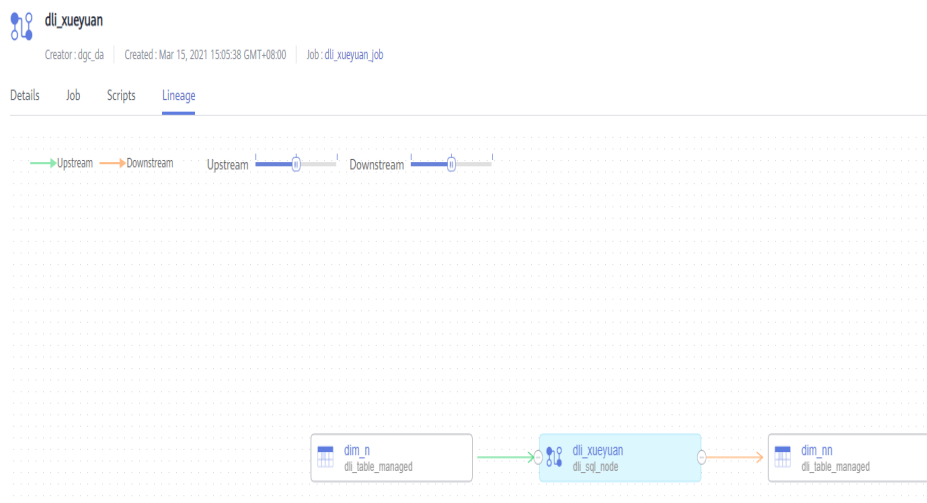 dli_xueyuan
Creator : dgc_da Created : Mar 15, 2021 15:05:38 GMT+08:00 Job : dli_xueyuan_job
Details Job Scripts Lineage
Upstream Downstream Upstream Downstream
dim_n dli_xueyuan dim_nn
dli_table_managed dli_sql_node dli_table_managed